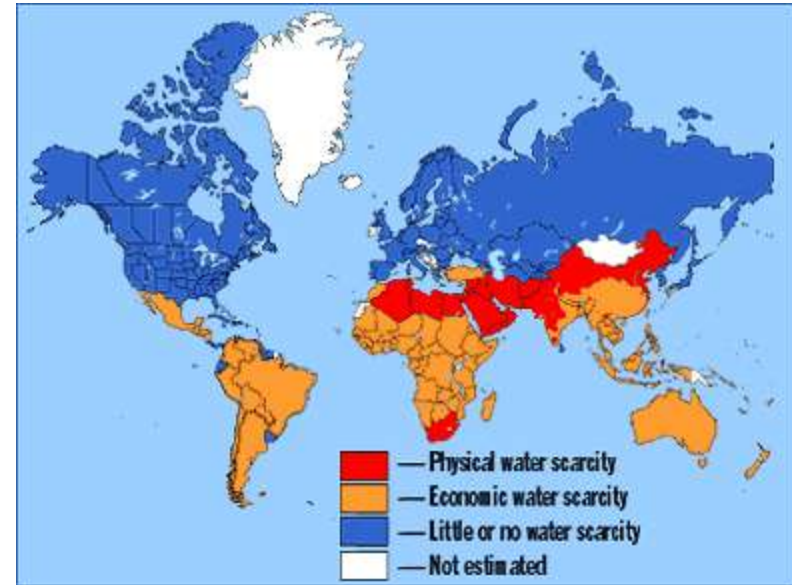 Physical water scarcity
Economic water scarcity
Little or no water scarcity
Not estimated